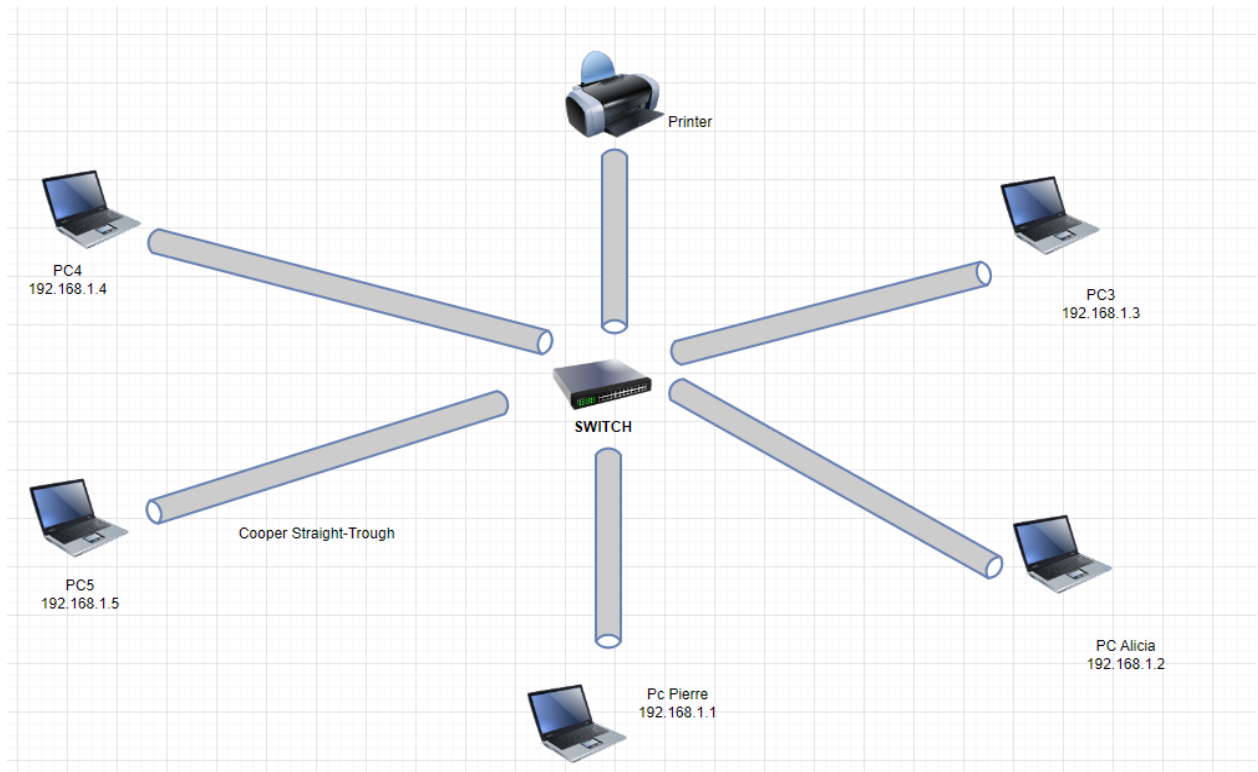 Printer
PC4
192.168.1.4
PC3
192.168.1.3
SWITCH
Cooper Straight-Trough
PC5
192.168.1.5
PC Alicia
192.168.1.2
Pc Pierre
192.168.1.1